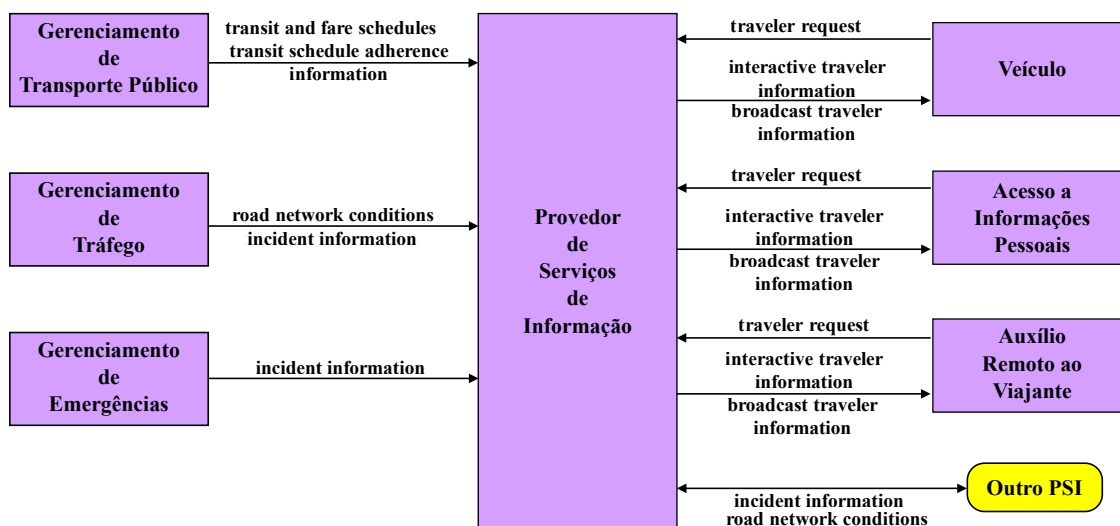 Gerenciamento
de
Transporte Público
transit and fare schedules
transit schedule adherence
information
Gerenciamento
de
Tráfego
road network conditions
incident information
Gerenciamento
de
Emergências
incident information
Provedor
de
Serviços
de
Informação
traveler request
interactive traveler
information
broadcast traveler
information
Veículo
traveler request
interactive traveler
information
broadcast traveler
information
Acesso a
Informações
Pessoais
traveler request
interactive traveler
information
broadcast traveler
information
Auxílio
Remoto ao
Viajante
incident information
road network conditions
Outro PSI